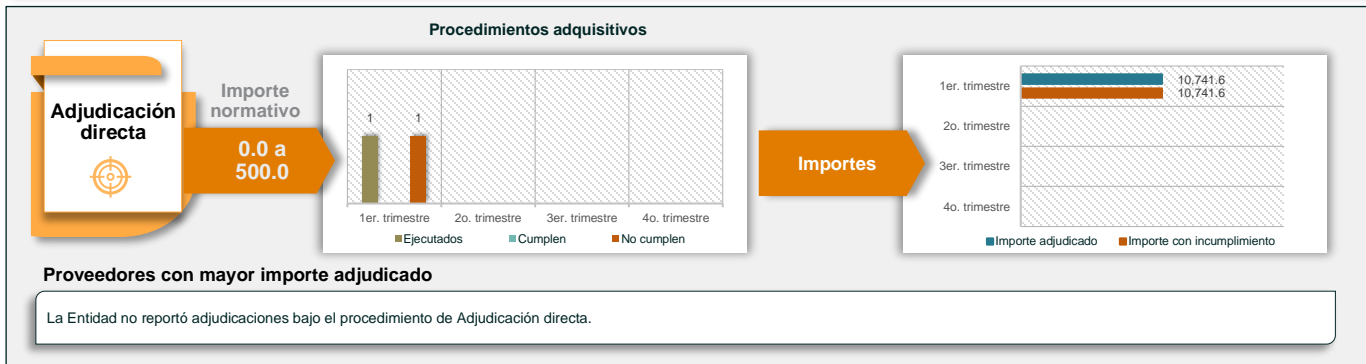 Procedimientos adquisitivos
Adjudicación
directa
Importe
normativo
0.0 a
500.0
1
1
1er. trimestre
2o. trimestre
3er. trimestre
4o. trimestre
Ejecutados
Cumplen
No cumplen
Importes
1er. trimestre
2o. trimestre
3er. trimestre
4o. trimestre
10,741.6
10,741.6
Importe adjudicado
Importe con incumplimiento
Proveedores con mayor importe adjudicado
La Entidad no reportó adjudicaciones bajo el procedimiento de Adjudicación directa.